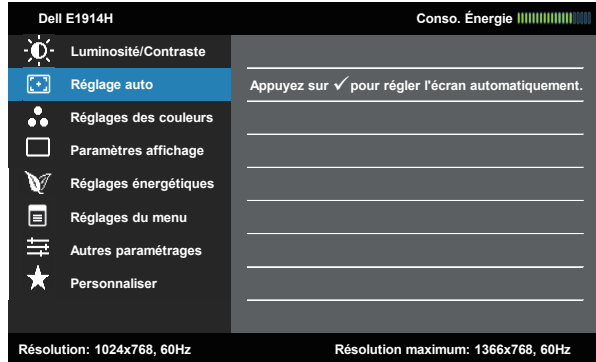 Dell E1914H
Conso. Énergie
Luminosité/Contraste
Réglage auto
Appuyez sur ✓ pour régler l'écran automatiquement.
Réglages des couleurs
Paramètres affichage
Réglages énergétiques
Réglages du menu
Autres paramétrages
Personnaliser
Résolution: 1024x768, 60Hz
Résolution maximum: 1366x768, 60Hz